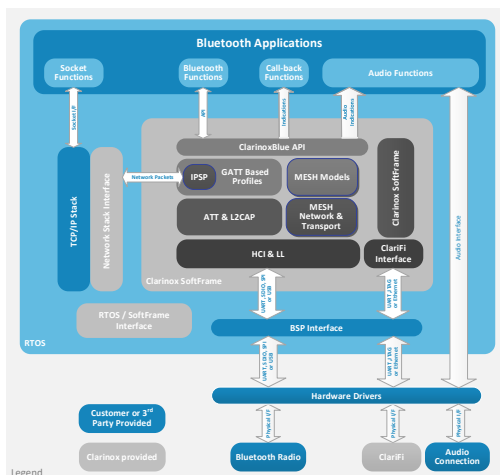 Bluetooth Applications
Socket
Functions
Bluetooth
Functions
Call-back
Functions
Audio Functions
Socket I/F
API
Indications
Audio
Indications
ClarinoxBlue API
TCP/IP Stack
Network Stack Interface
Network Packets
IPSP
GATT Based
Profiles
MESH Models
Clarinox SoftFrame
ATT & L2CAP
MESH
Network &
Transport
HCI & LL
ClariFi
Interface
Audio Interface
Clarinox SoftFrame
UART, SDIO, SPI
or USB
UART, JTAG
or Ethernet
RTOS / SoftFrame
Interface
BSP Interface
RTOS
UART, SDIO, SPI
or USB
UART, JTAG
or Ethernet
Hardware Drivers
Customer or 3rd
Party Provided
Physical I/F
Physical I/F
Physical I/F
Clarinox provided
Bluetooth Radio
ClariFi
Audio
Connection
Legend